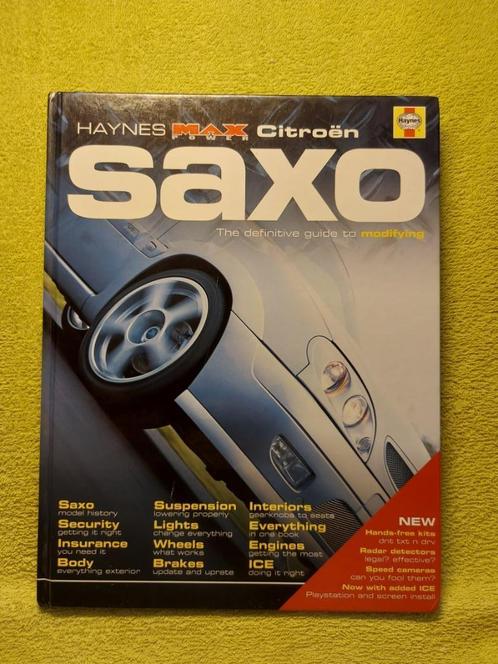 HAYNES MAX POWER Citroën
Haynes
saxo
The definitive guide to modifying
Saxo
model history
Security
getting it right
Insurance
you need it
Body
everything exterior
Suspension
lowering properly
Lights
change everything
Wheels
what works
Brakes
update and uprate
Interiors
gearknobs to seats
Everything
in one book
Engines
getting the most
ICE
doing it right
NEW
Hands-free kits
dnt txt n drv
Radar detectors
legal? effective?
Speed cameras
can you fool them?
Now with added ICE
Playstation and screen install